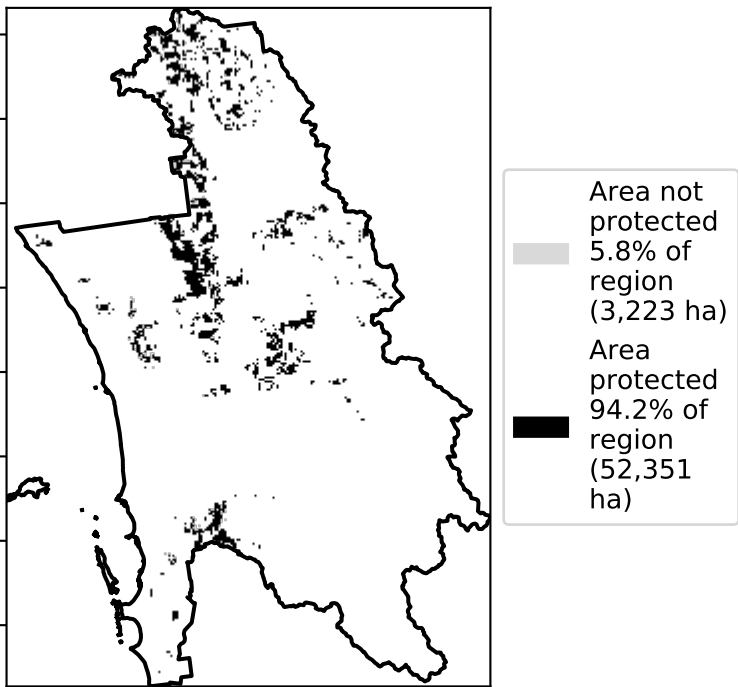 Area not
protected
5.8% of
region
(3,223 ha)
Area
protected
94.2% of
region
(52,351
ha)